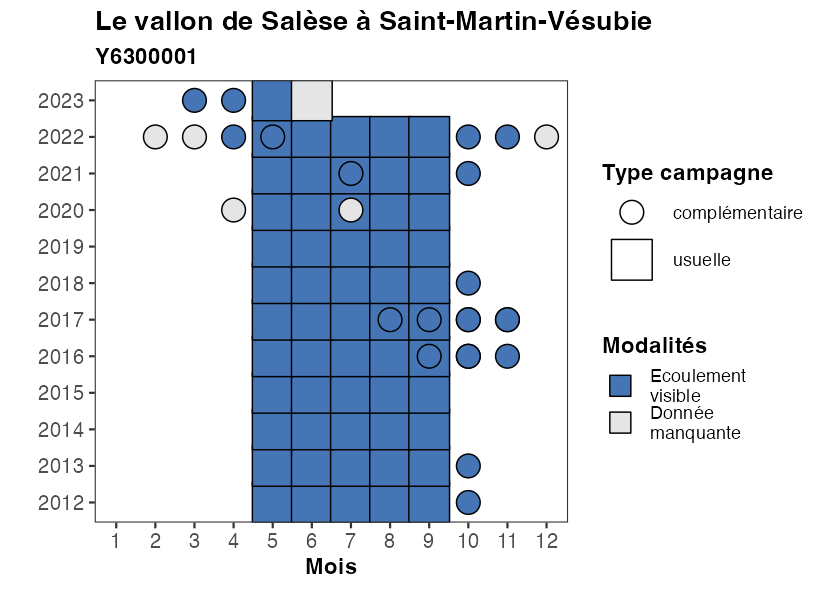 Le vallon de Salèse à Saint-Martin-Vésubie
Y6300001
2023
2022
2021
2020
2019
2018
2017
2016
2015
2014
2013
2012
1 2 3 4 5 6 7 8 9 10 11 12
Mois
Type campagne
complémentaire
usuelle
Modalités
Ecoulement
visible
Donnée
manquante